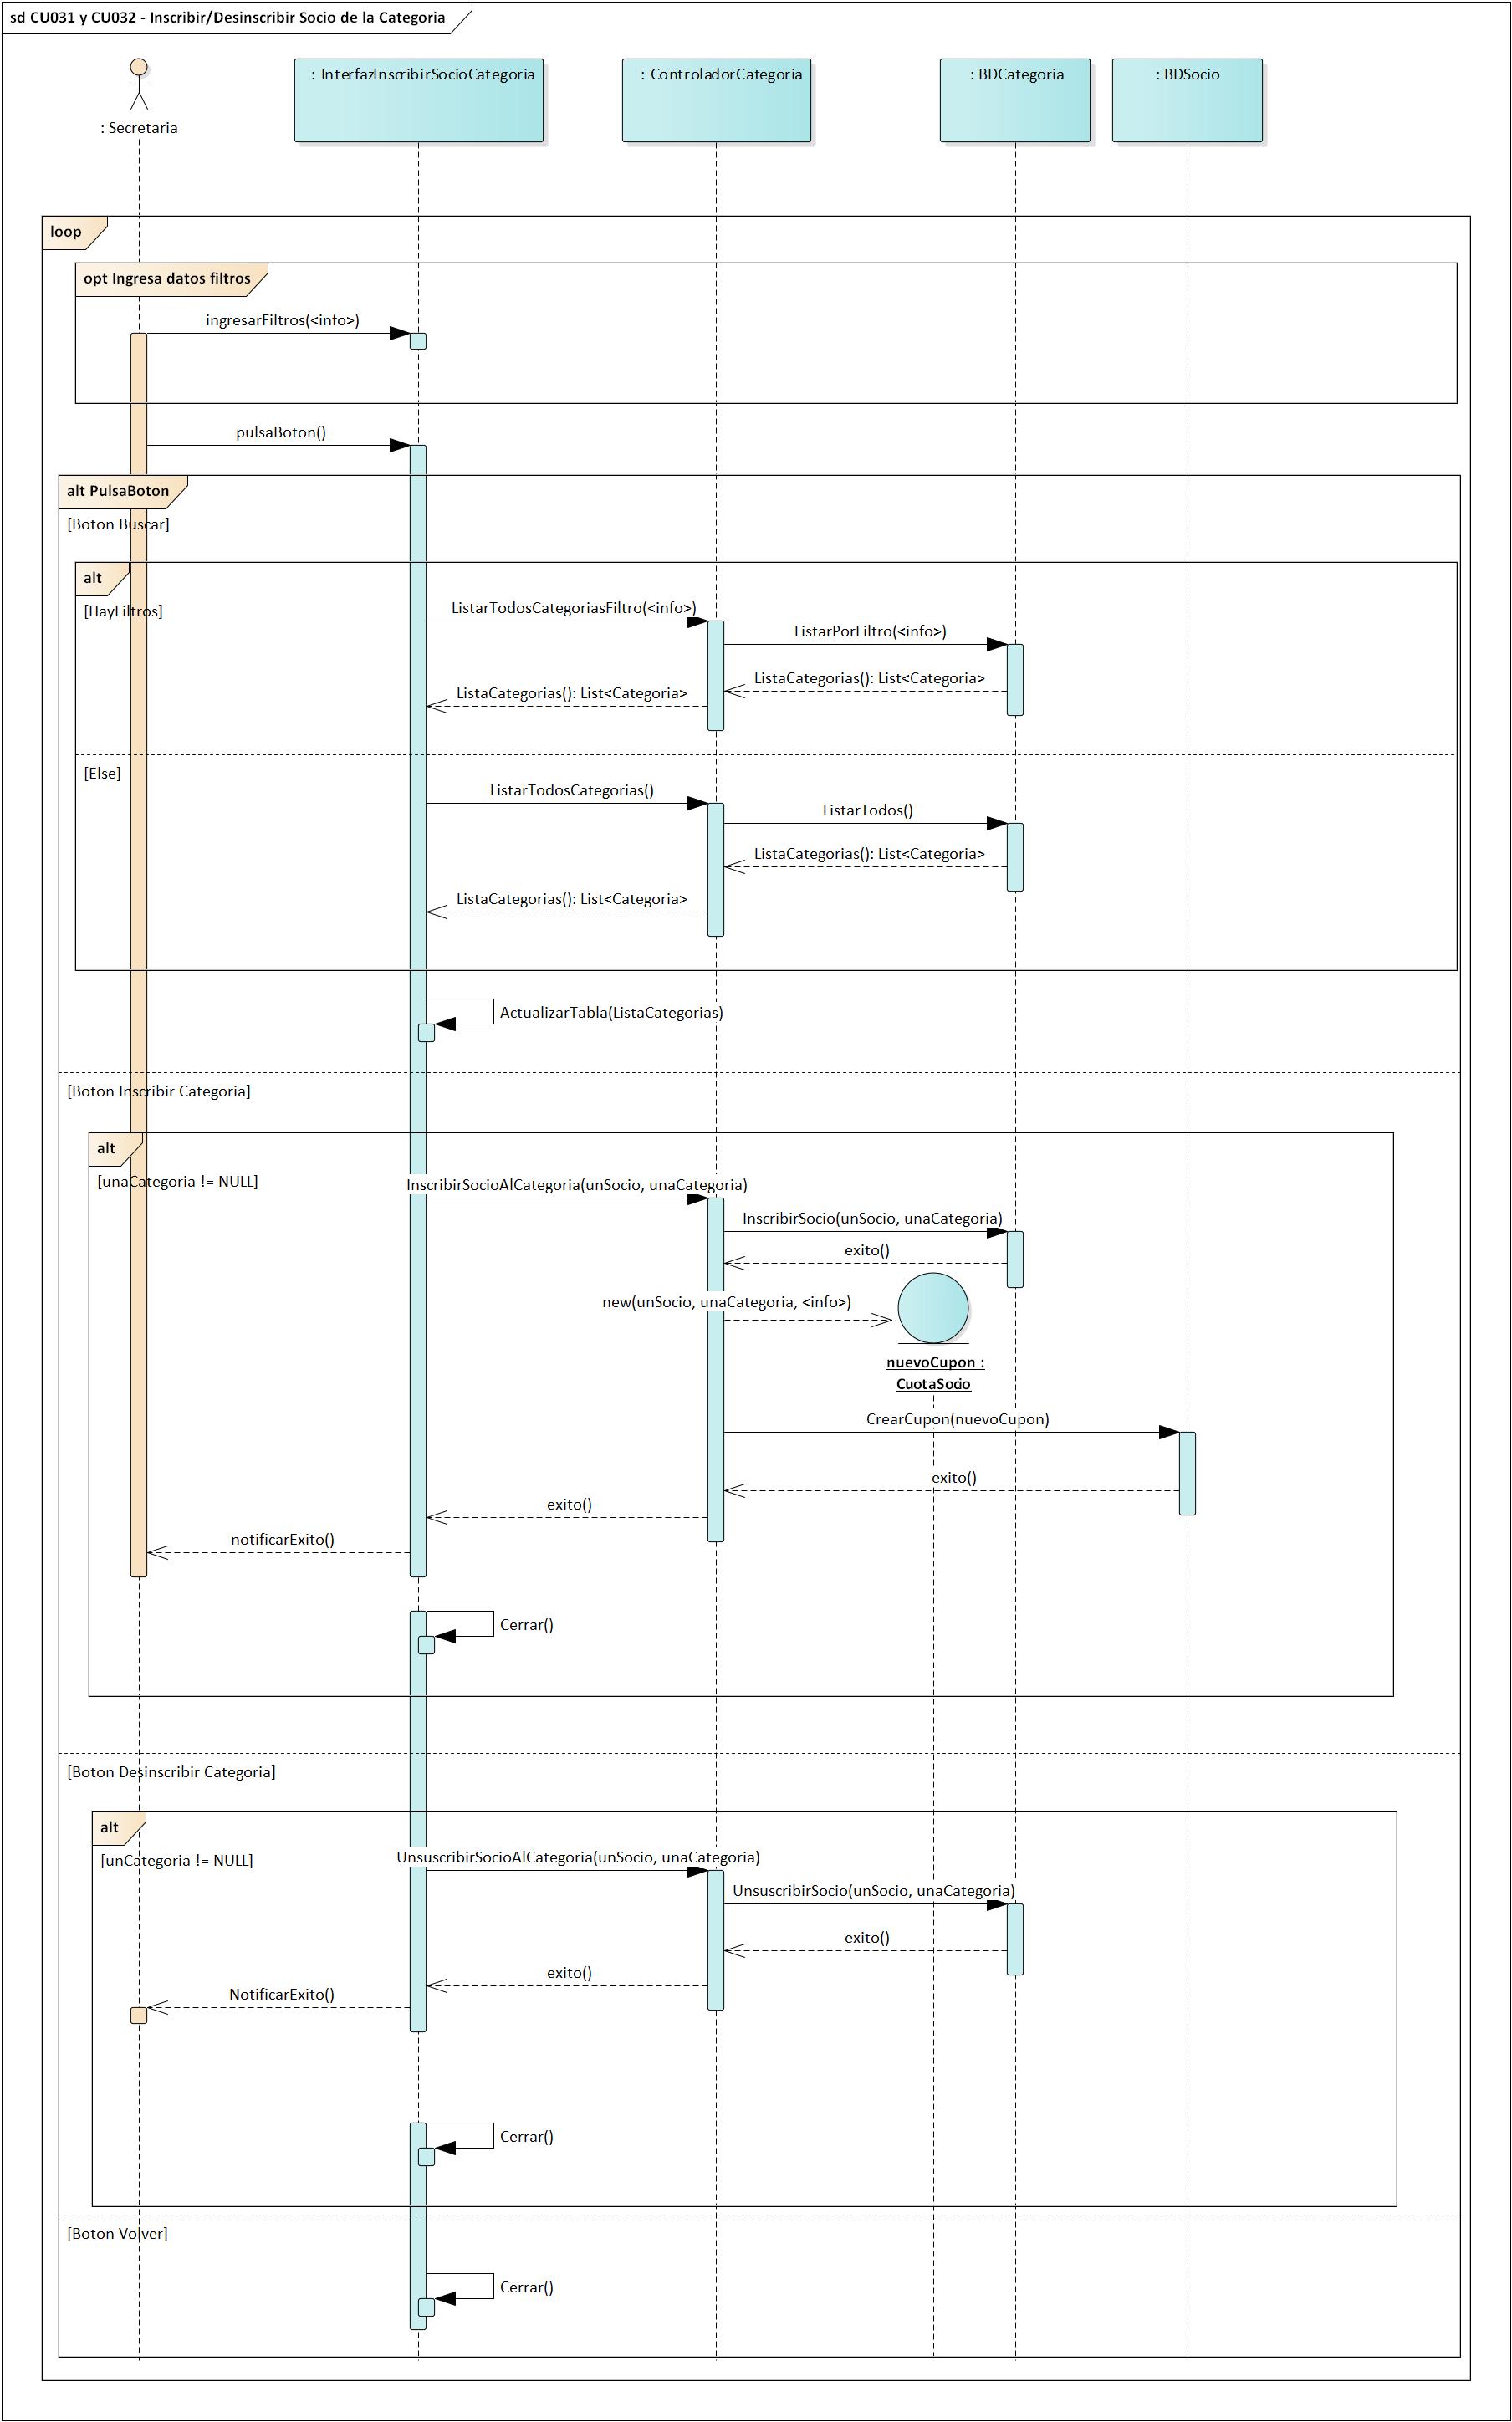 sd CU031 y CU032 - Inscribir/Desinscribir Socio de la Categoria
: Secretaria
: InterfazInscribirSocioCategoria
: ControladorCategoria
: BDCategoria
: BDSocio
loop
opt Ingresa datos filtros
ingresarFiltros(<info>)
pulsaBoton()
alt PulsaBoton
[Boton Buscar]
alt
[HayFiltros]
ListarTodosCategoriasFiltro(<info>)
ListarPorFiltro(<info>)
ListaCategorias(): List<Categoria>
ListaCategorias(): List<Categoria>
[Else]
ListarTodosCategorias()
ListarTodos()
ListaCategorias(): List<Categoria>
ListaCategorias(): List<Categoria>
ActualizarTabla(ListaCategorias)
[Boton Inscribir Categoria]
alt
[unaCategoria != NULL]
InscribirSocioAlCategoria(unSocio, unaCategoria)
InscribirSocio(unSocio, unaCategoria)
exito()
new(unSocio, unaCategoria, <info>)
nuevoCupon :
CuotaSocio
CrearCupon(nuevoCupon)
exito()
exito()
notificarExito()
Cerrar()
[Boton Desinscribir Categoria]
alt
[unCategoria != NULL]
UnsuscribirSocioAlCategoria(unSocio, unaCategoria)
UnsuscribirSocio(unSocio, unaCategoria)
exito()
exito()
NotificarExito()
Cerrar()
[Boton Volver]
Cerrar()